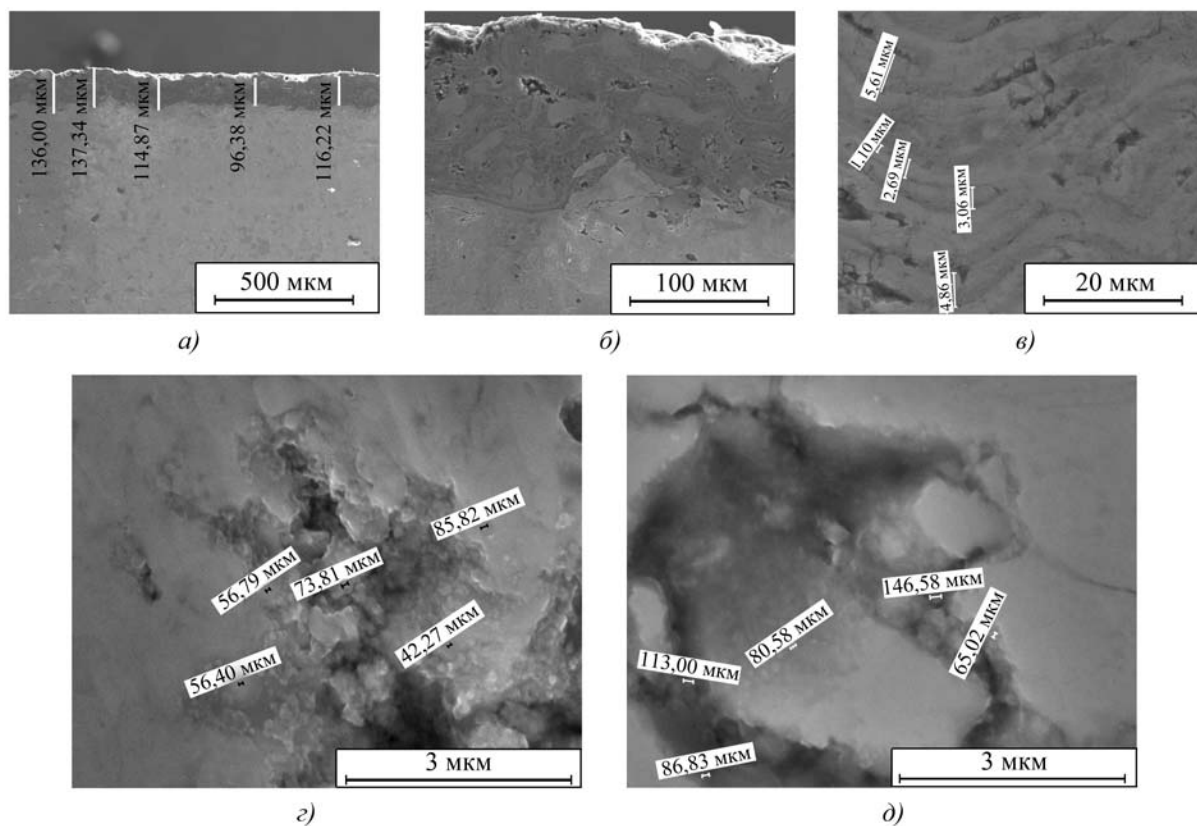 136,00 мкм
137,34 мкм
114,87 мкм
96,38 мкм
116,22 мкм
500 мкм
а)
100 мкм
б)
5,61 мкм
1,10 мкм
2,69 мкм
3,06 мкм
4,86 мкм
20 мкм
в)
85,82 мкм
56,79 мкм
73,81 мкм
42,27 мкм
56,40 мкм
3 мкм
г)
146,58 мкм
80,58 мкм
65,02 мкм
113,00 мкм
86,83 мкм
3 мкм
д)